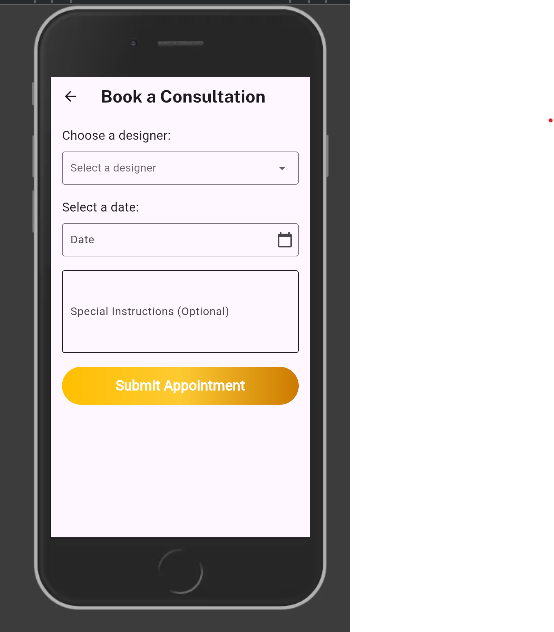 Book a Consultation
Choose a designer:
Select a designer
Select a date:
Date
Special Instructions (Optional)
Submit Appointment